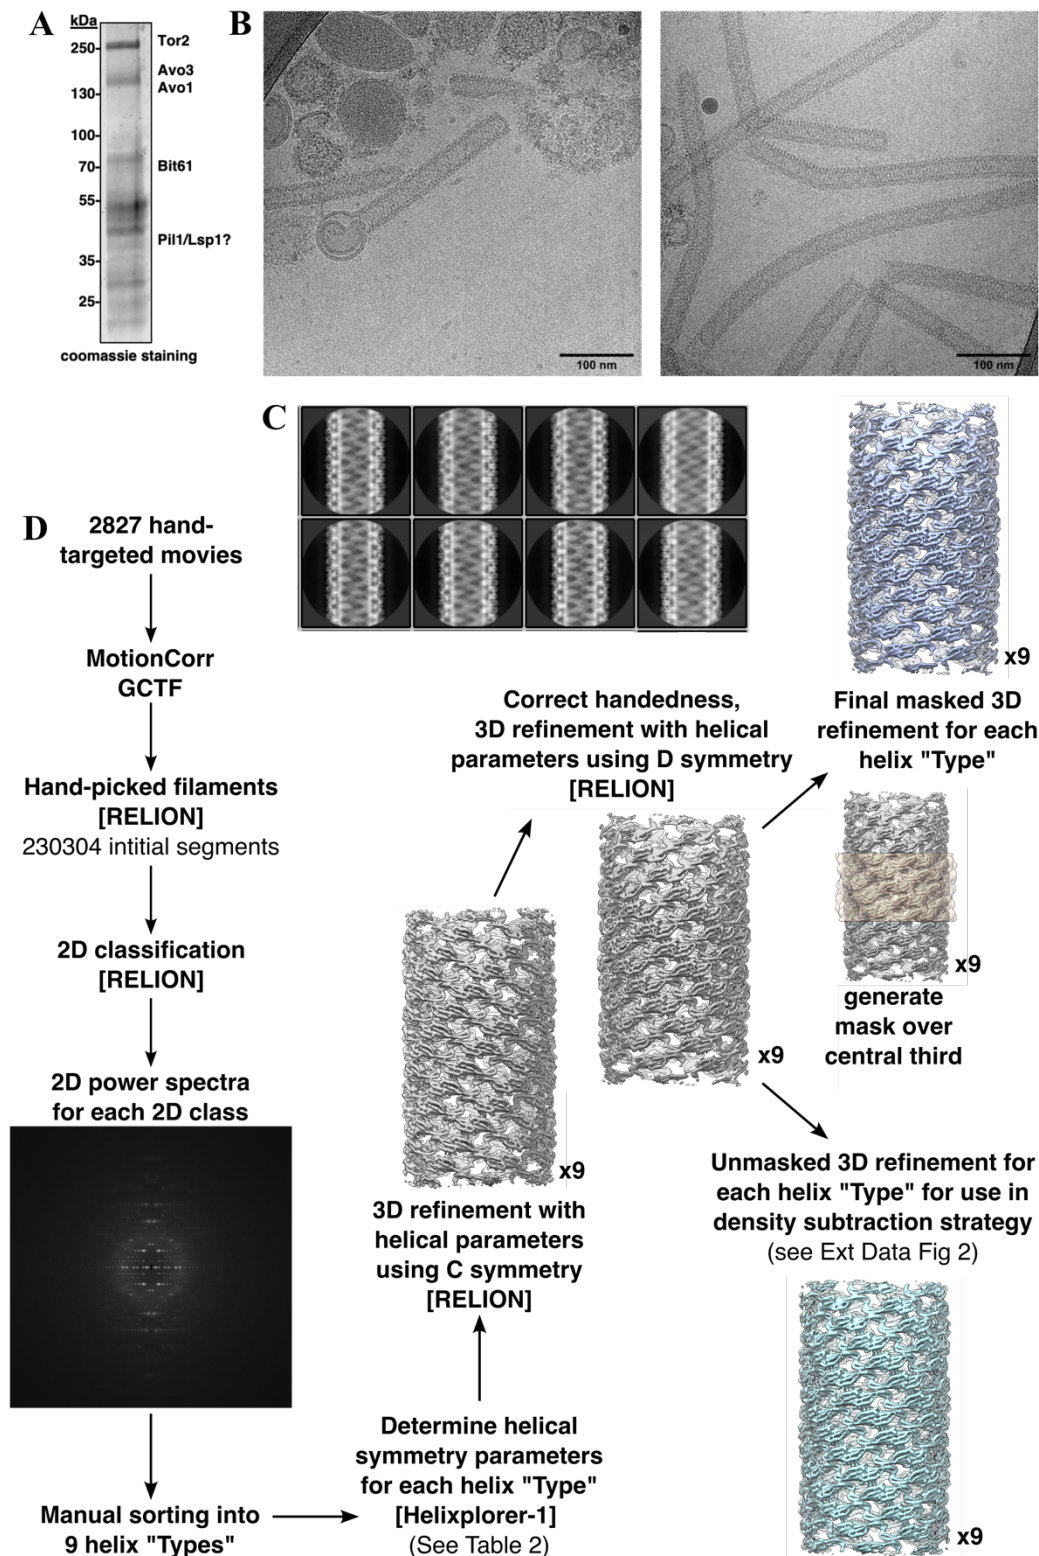 A
kDa
250
130
100
70
55
35
25
Tor2
Avo3
Avo1
Bit61
Pil1/Lsp1?
coomassie staining
B
100 nm
100 nm
C
D
2827 hand-
targeted movies
MotionCorr
GCTF
Hand-picked filaments
[RELION]
230304 intitial segments
2D classification
[RELION]
2D power spectra
for each 2D class
Manual sorting into
9 helix "Types"
Determine helical
symmetry parameters
for each helix "Type"
[Helixplorer-1]
(See Table 2)
x9
3D refinement with
helical parameters
using C symmetry
[RELION]
Correct handedness,
3D refinement with helical
parameters using D symmetry
[RELION]
x9
x9
Final masked 3D
refinement for each
helix "Type"
x9
generate
mask over
central third
Unmasked 3D refinement for
each helix "Type" for use in
density subtraction strategy
(see Ext Data Fig 2)
x9